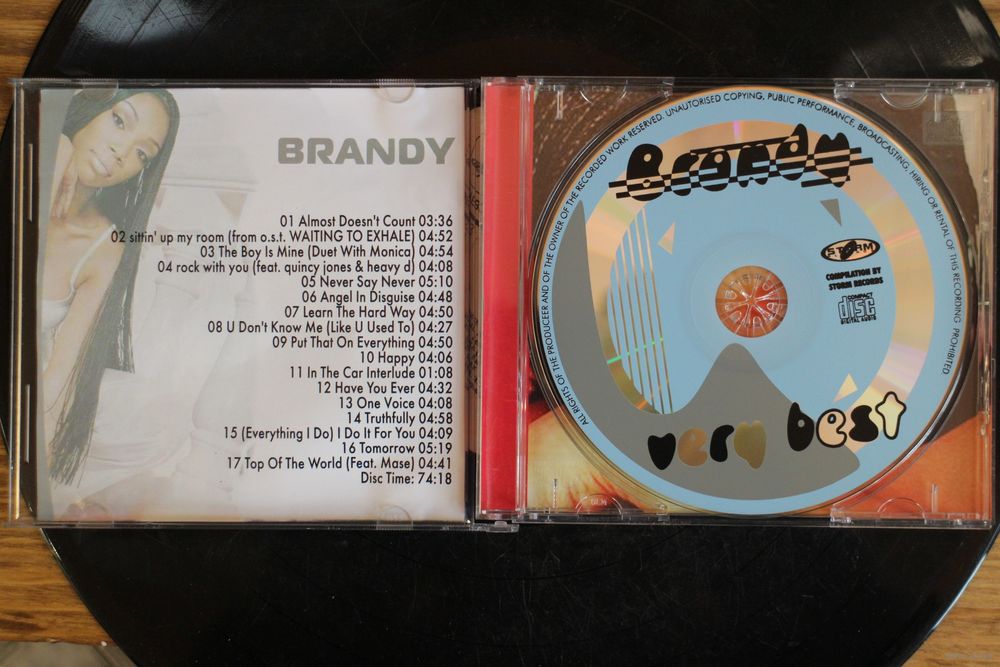 BRANDY
01 Almost Doesn't Count 03:36
02 sittin' up my room (from o.s.t. WAITING TO EXHALE) 04:52
03 The Boy Is Mine (Duet With Monica) 04:54
04 rock with you (feat. quincy jones & heavy d) 04:08
05 Never Say Never 05:10
06 Angel In Disguise 04:48
07 Learn The Hard Way 04:50
08 U Don't Know Me (Like U Used To) 04:27
09 Put That On Everything 04:50
10 Happy 04:06
11 In The Car Interlude 01:08
12 Have You Ever 04:32
13 One Voice 04:08
14 Truthfully 04:58
15 (Everything I Do) I Do It For You 04:09
16 Tomorrow 05:19
17 Top Of The World (Feat. Mase) 04:41
Disc Time: 74:18
ALL RIGHTS OF THE PRODUCEER AND OF THE OWNER OF THE RECORDED WORK RESERVED. UNAUTORISED COPYING, PUBLIC PERFORMANCE, BROADCASTING, HIRING OR RENTAL OF THIS RECORDING PROHIBITED.
Brandy
STORM
COMPILATION BY
STORM RECORDS
COMPACT
disc
DIGITAL AUDIO
very best